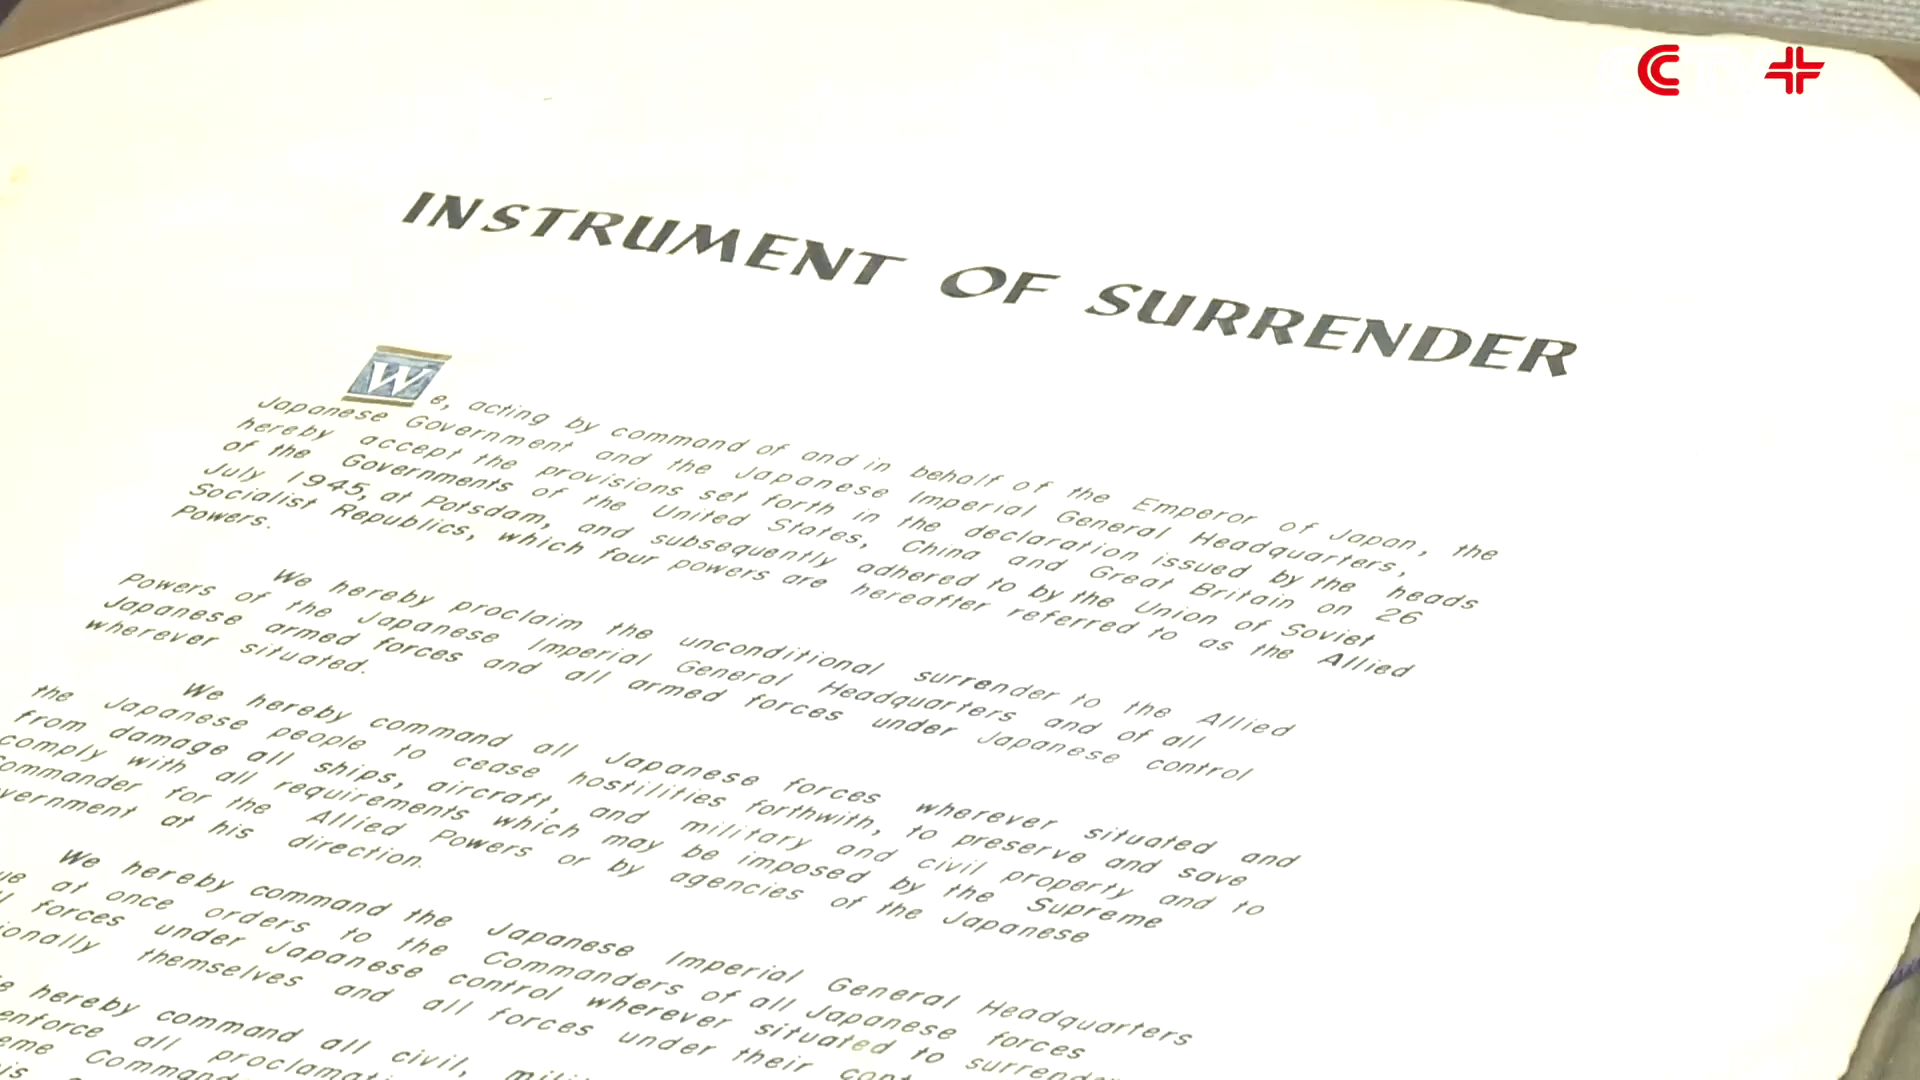 INSTRUMENT OF SURRENDER
We, acting by command of and in behalf of the Emperor of Japan, the
Japanese Government and the Japanese Imperial General Headquarters,
hereby accept the provisions set forth in the declaration issued by the heads
of the Governments of the United States, China and Great Britain on 26
July 1945, at Potsdam, and subsequently adhered to by the Union of Soviet
Socialist Republics, which four powers are hereafter referred to as the Allied
Powers.
We hereby proclaim the unconditional surrender to the Allied
Powers of the Japanese Imperial General Headquarters and of all
Japanese armed forces and all armed forces under Japanese control
wherever situated.
We hereby command all Japanese forces wherever situated and
the Japanese people to cease hostilities forthwith, to preserve and save
from damage all ships, aircraft, and military and civil property and to
comply with all requirements which may be imposed by the Supreme
ommander for the Allied Powers or by agencies of the Japanese
vernment at his direction.
We hereby command the Japanese Imperial General Headquarters
ue at once orders to the Commanders of all Japanese forces
forces under Japanese control wherever situated to surrender
ionally themselves and all forces under their cont
e hereby command all civil, mili
enforce all proclamati
eme Command